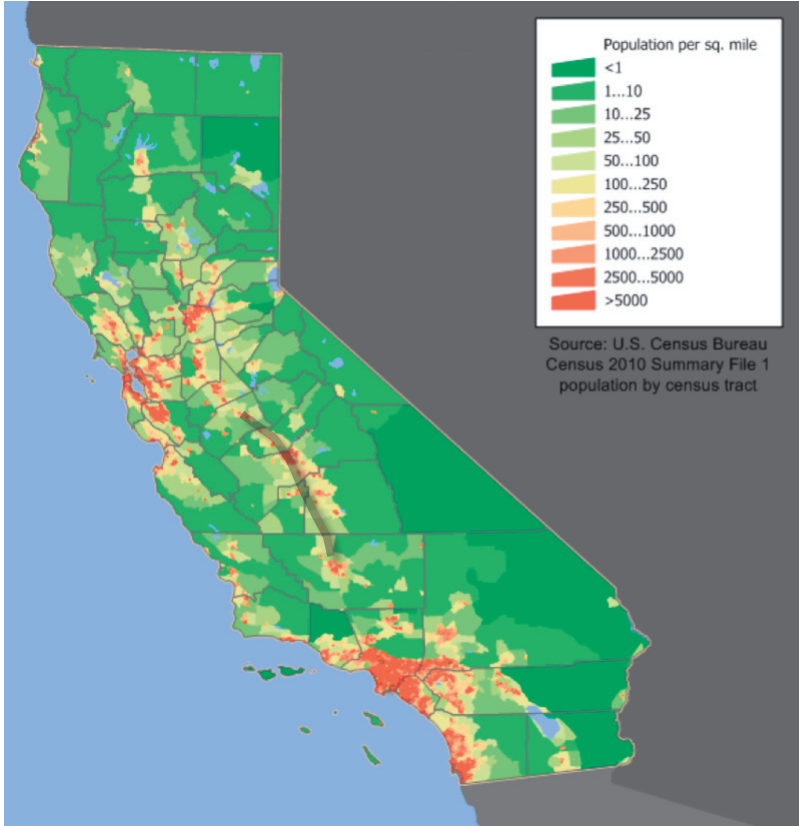 Population per sq. mile
<1
1...10
10...25
25...50
50...100
100...250
250...500
500...1000
1000...2500
2500...5000
>5000
Source: U.S. Census Bureau
Census 2010 Summary File 1
population by census tract